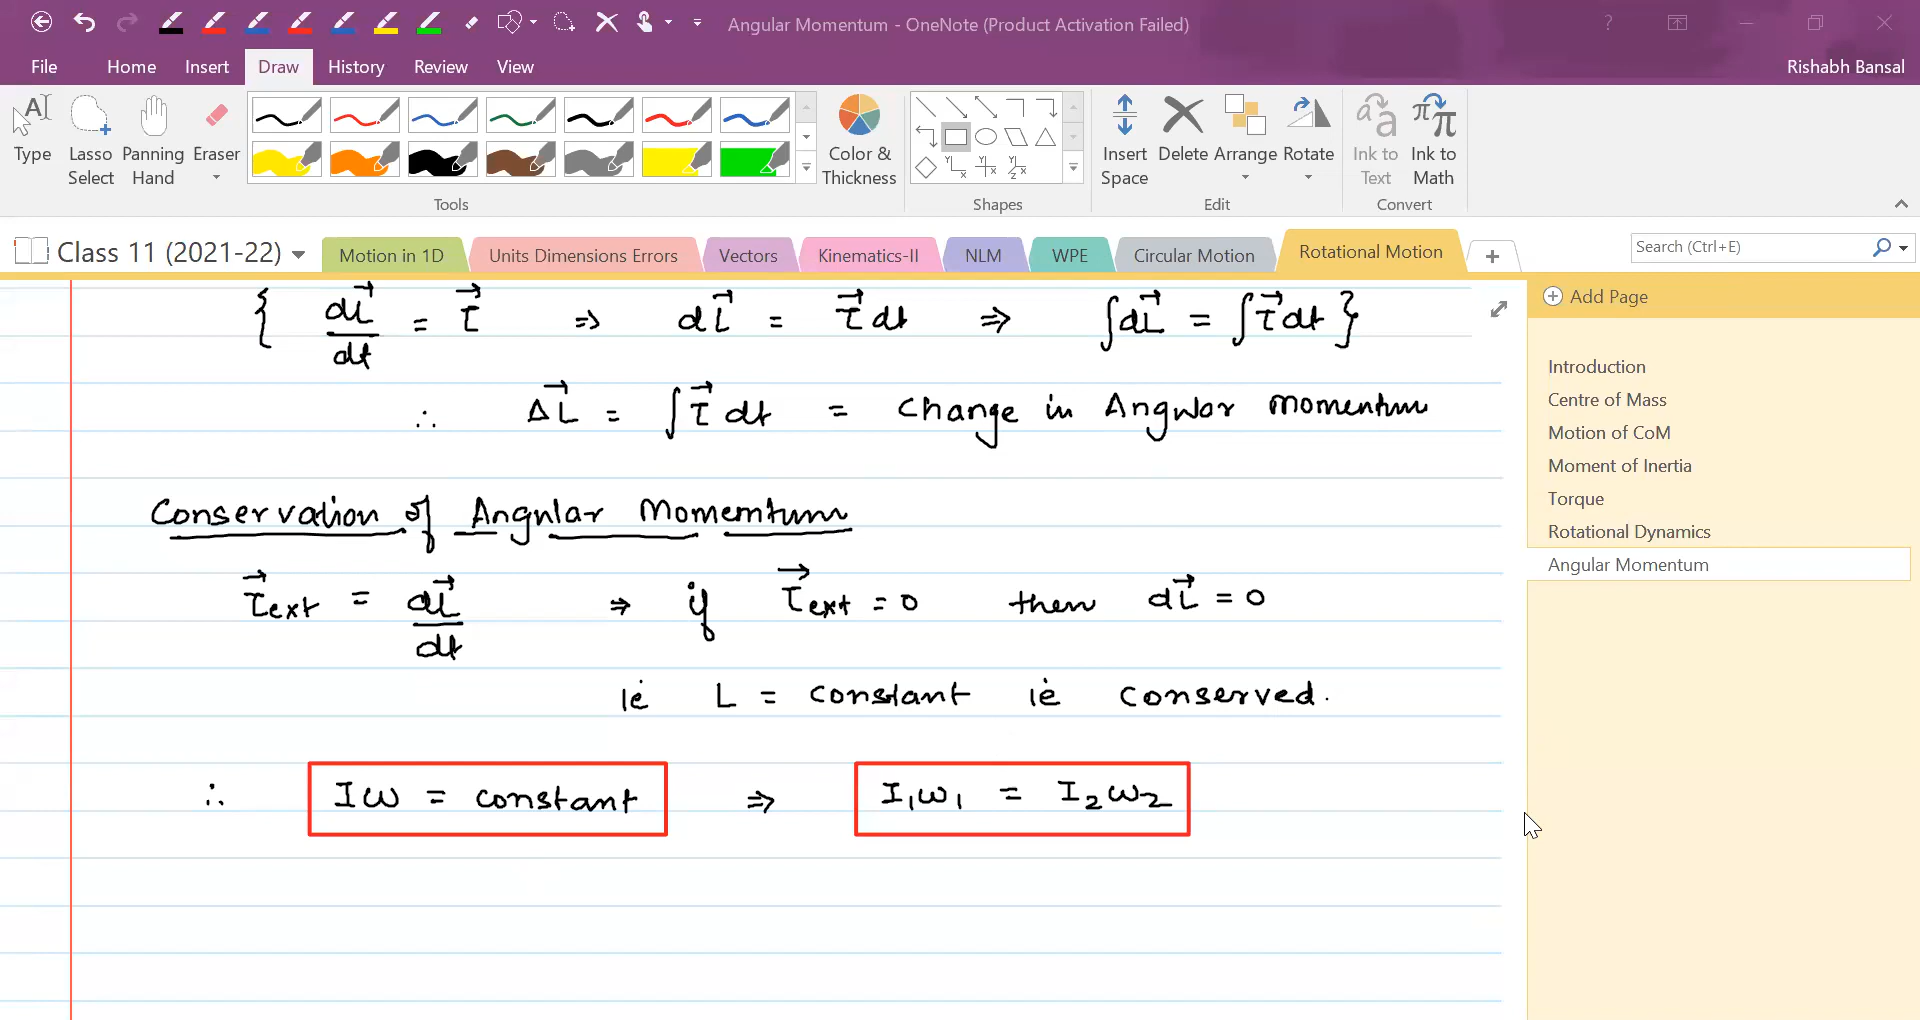 Angular Momentum - OneNote (Product Activation Failed)
?
File Home Insert Draw History Review View
Rishabh Bansal
Type Lasso Select Panning Hand Eraser Color & Thickness Insert Space Delete Arrange Rotate Ink to Text Ink to Math
Tools Shapes Edit Convert
Class 11 (2021-22) Motion in 1D Units Dimensions Errors Vectors Kinematics-II NLM WPE Circular Motion Rotational Motion + Search (Ctrl+E)
Add Page
{ dL⃗/dt = τ⃗ ⇒ dL⃗ = τ⃗ dt ⇒ ∫dL⃗ = ∫τ⃗ dt }
∴ ΔL⃗ = ∫τ⃗ dt = Change in Angular Momentum
Conservation of Angular Momentum
τ⃗ext = dL⃗/dt ⇒ if τ⃗ext = 0 then dL⃗ = 0
ie L = constant ie conserved.
∴ Iω = constant ⇒ I₁ω₁ = I₂ω₂
Introduction
Centre of Mass
Motion of CoM
Moment of Inertia
Torque
Rotational Dynamics
Angular Momentum